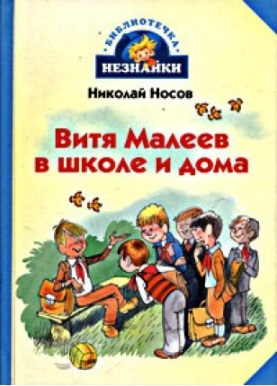 БИБЛИОТЕЧКА
НЕЗНАЙКИ
Николай Носов
Витя Малеев
в школе и дома